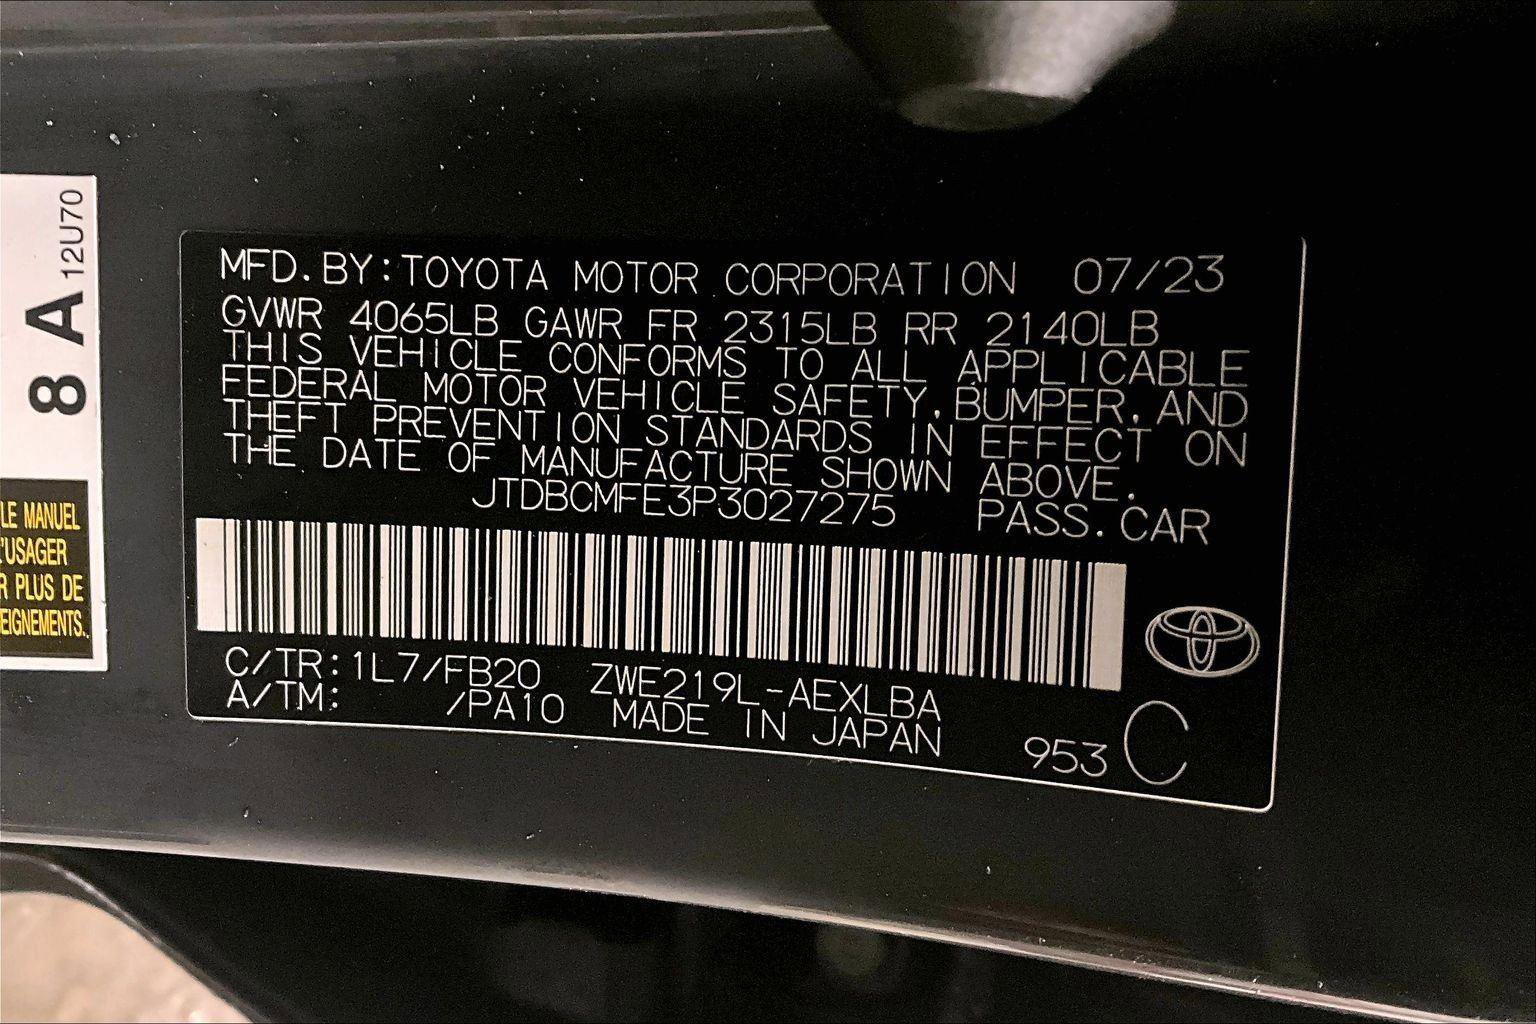 8 A 12U70
LE MANUEL
'USAGER
R PLUS DE
EIGNEMENTS.
MFD. BY: TOYOTA MOTOR CORPORATION 07/23
GVWR 4065LB GAWR FR 2315LB RR 2140LB
THIS VEHICLE CONFORMS TO ALL APPLICABLE
FEDERAL MOTOR VEHICLE SAFETY, BUMPER, AND
THEFT PREVENTION STANDARDS IN EFFECT ON
THE DATE OF MANUFACTURE SHOWN ABOVE.
JTDBCMFE3P3027275 PASS. CAR
C/TR: 1L7/FB20 ZWE219L-AEXLBA
A/TM: /PA10 MADE IN JAPAN
953 C